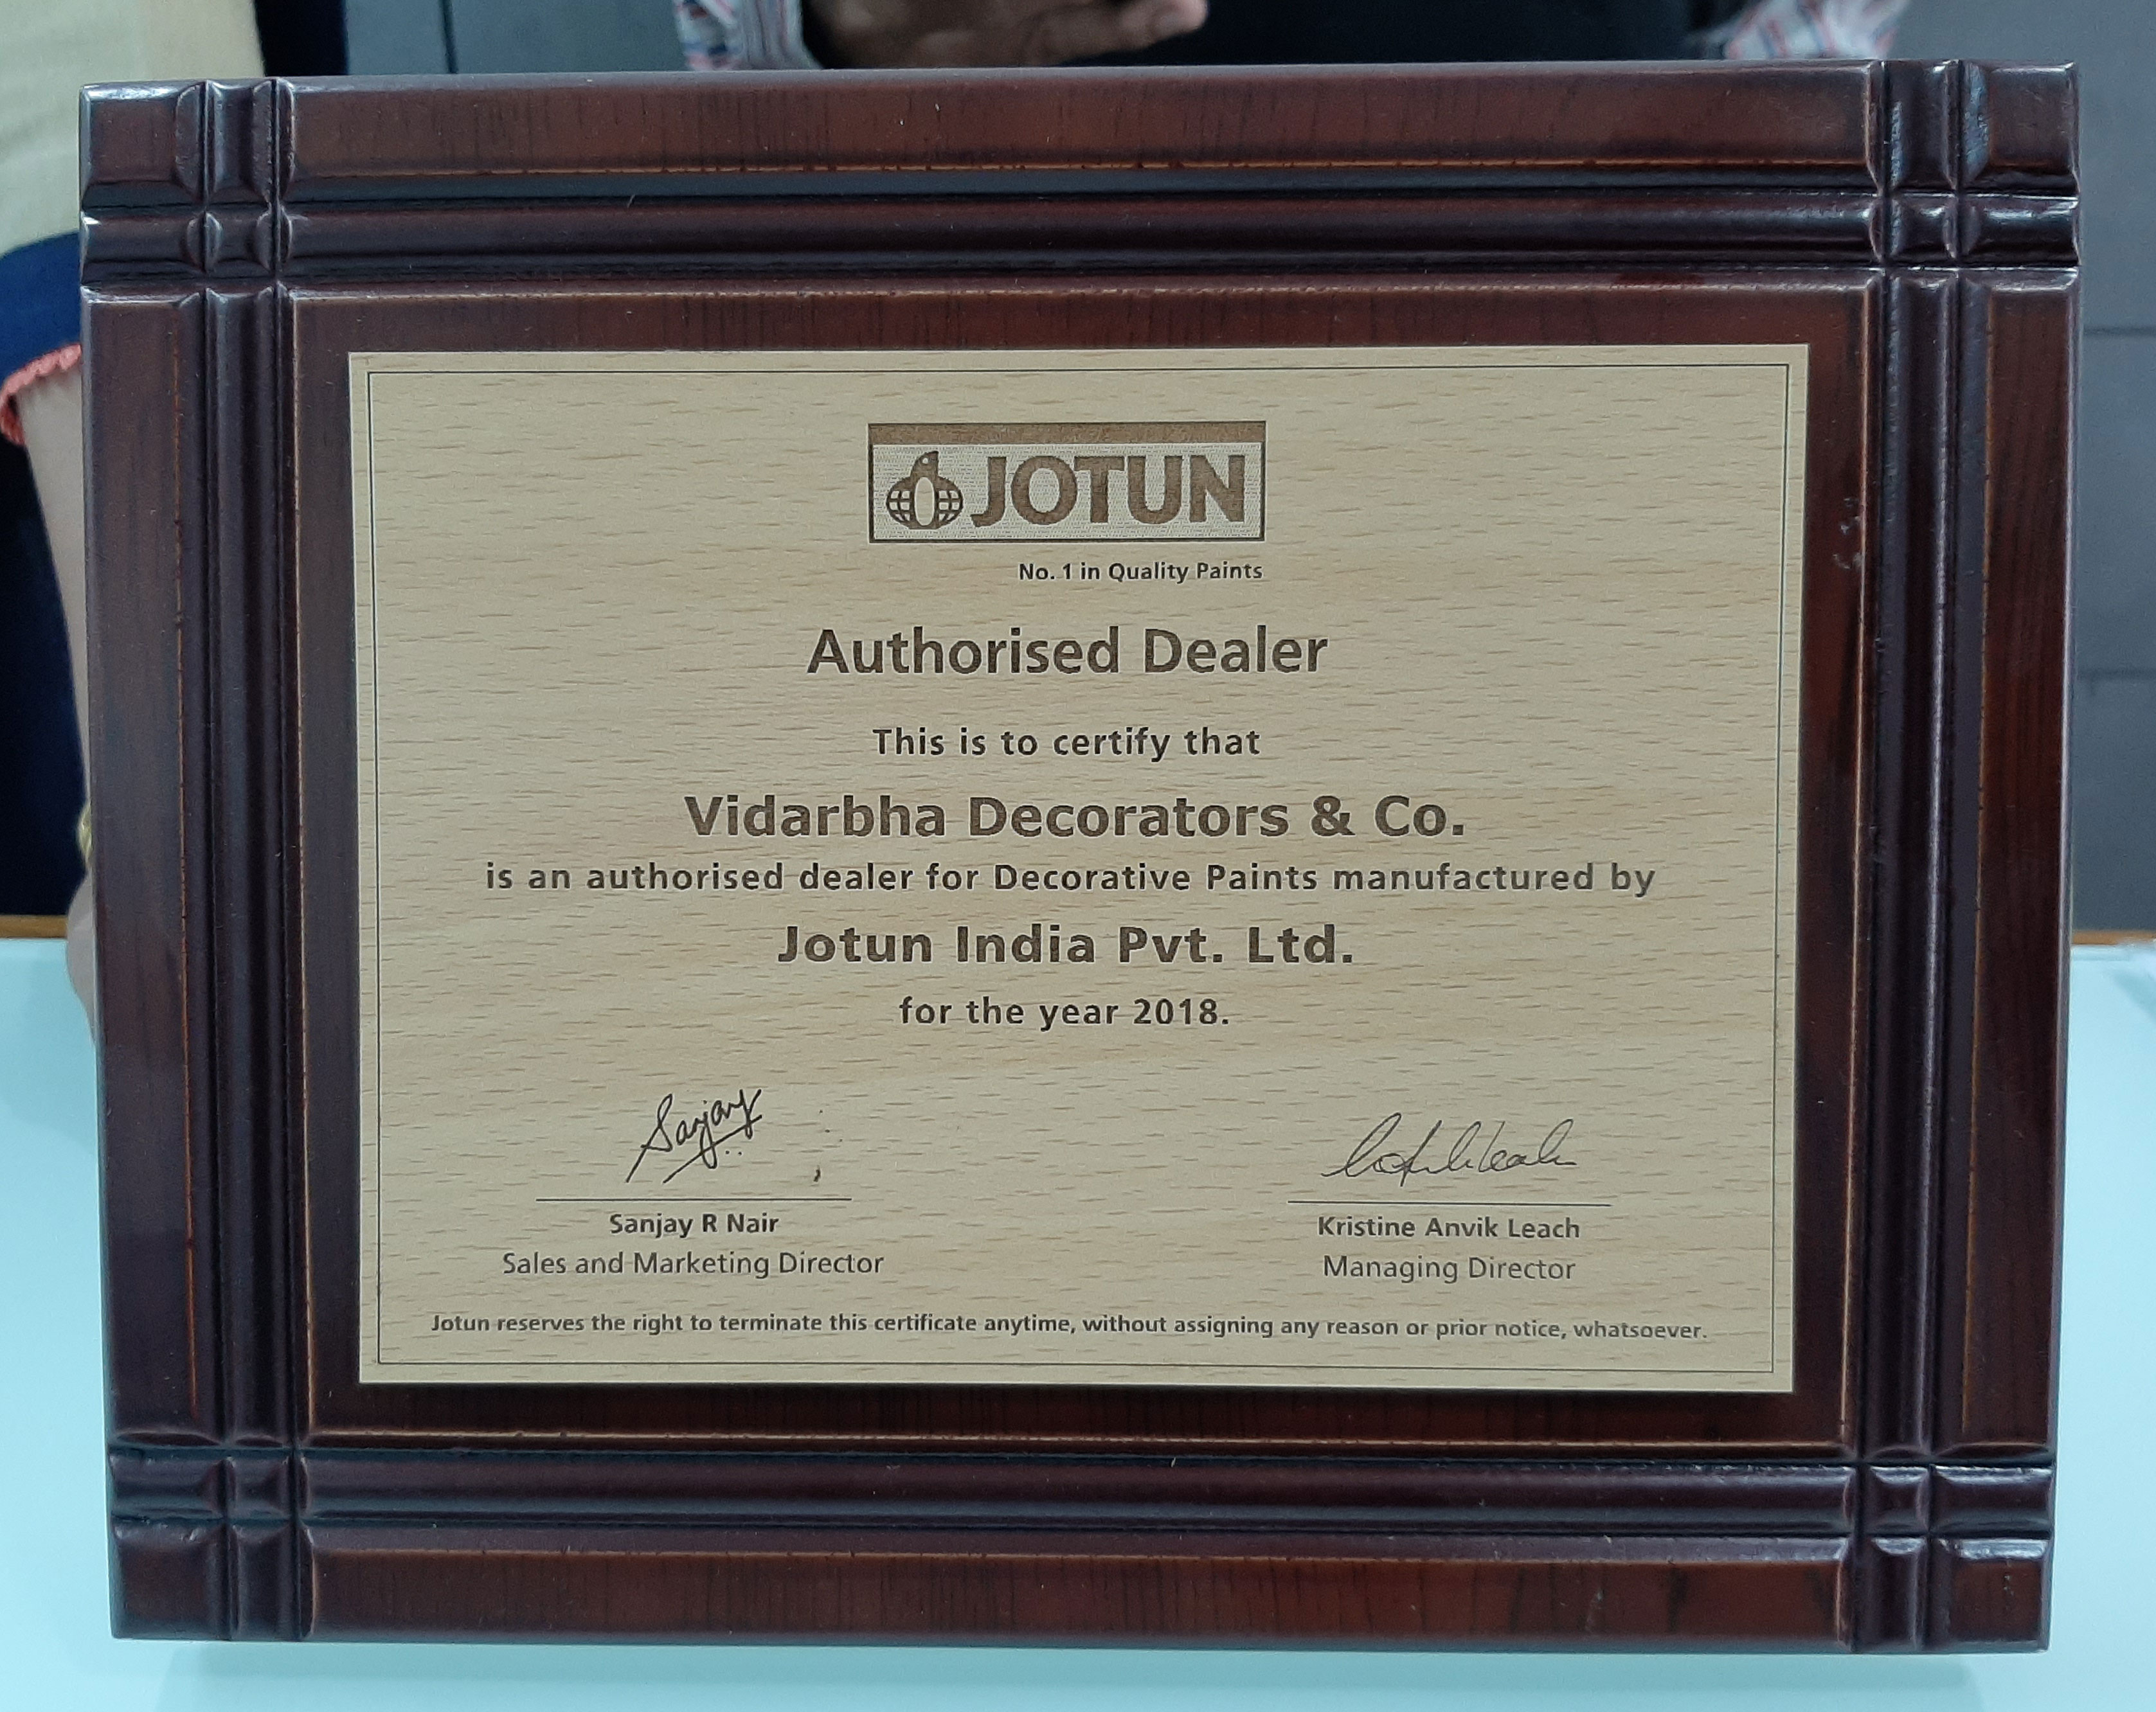 JOTUN
No. 1 in Quality Paints
Authorised Dealer
This is to certify that
Vidarbha Decorators & Co.
is an authorised dealer for Decorative Paints manufactured by
Jotun India Pvt. Ltd.
for the year 2018.
Sanjay
Sanjay R Nair
Sales and Marketing Director
Kristine Anvik Leach
Managing Director
Jotun reserves the right to terminate this certificate anytime, without assigning any reason or prior notice, whatsoever.